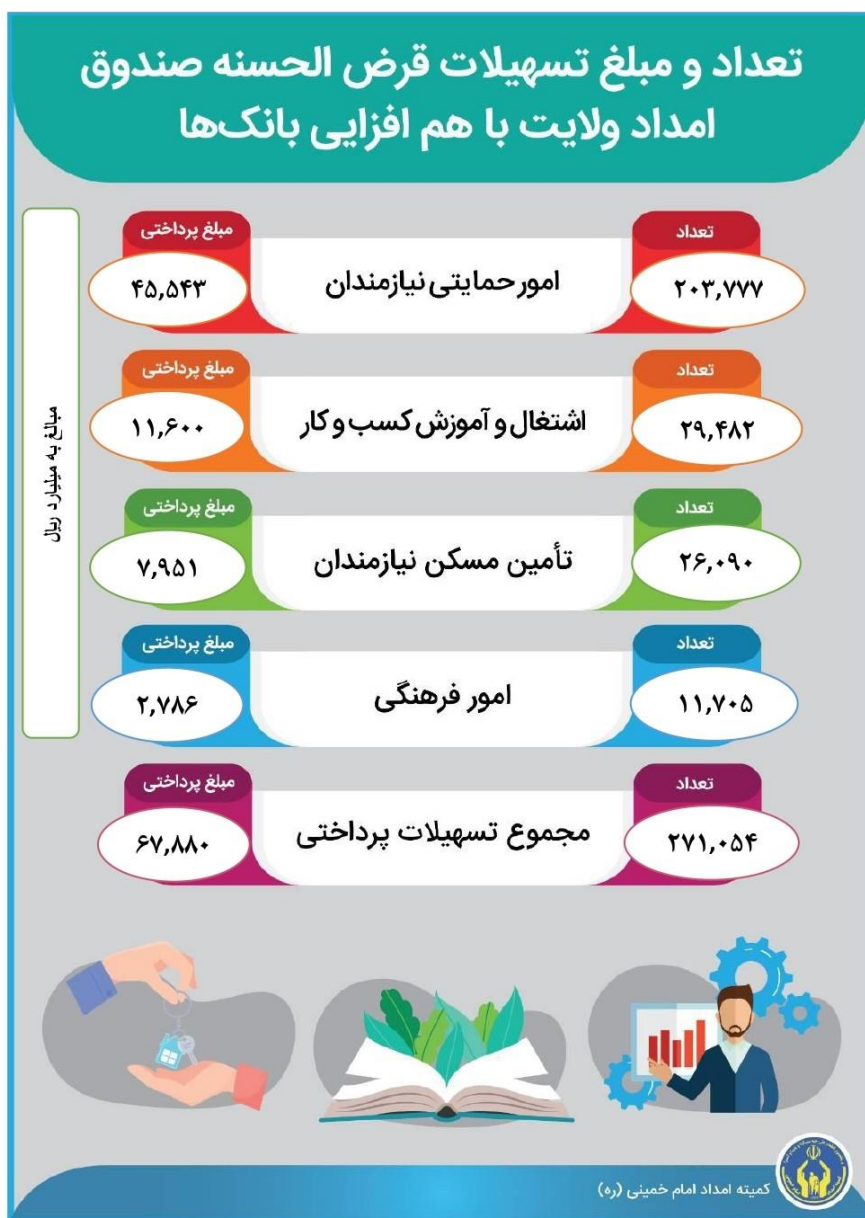 تعداد و مبلغ تسهیلات قرض الحسنه صندوق
امداد ولایت با هم افزایی بانک‌ها
مبالغ به میلیارد ریال
تعداد
مبلغ پرداختی
۲۰۳,۷۷۷
امور حمایتی نیازمندان
۴۵,۵۴۳
تعداد
مبلغ پرداختی
۲۹,۴۸۲
اشتغال و آموزش کسب و کار
۱۱,۶۰۰
تعداد
مبلغ پرداختی
۲۶,۰۹۰
تأمین مسکن نیازمندان
۷,۹۵۱
تعداد
مبلغ پرداختی
۱۱,۷۰۵
امور فرهنگی
۲,۷۸۶
تعداد
مبلغ پرداختی
۲۷۱,۰۵۴
مجموع تسهیلات پرداختی
۶۷,۸۸۰
کمیته امداد امام خمینی (ره)